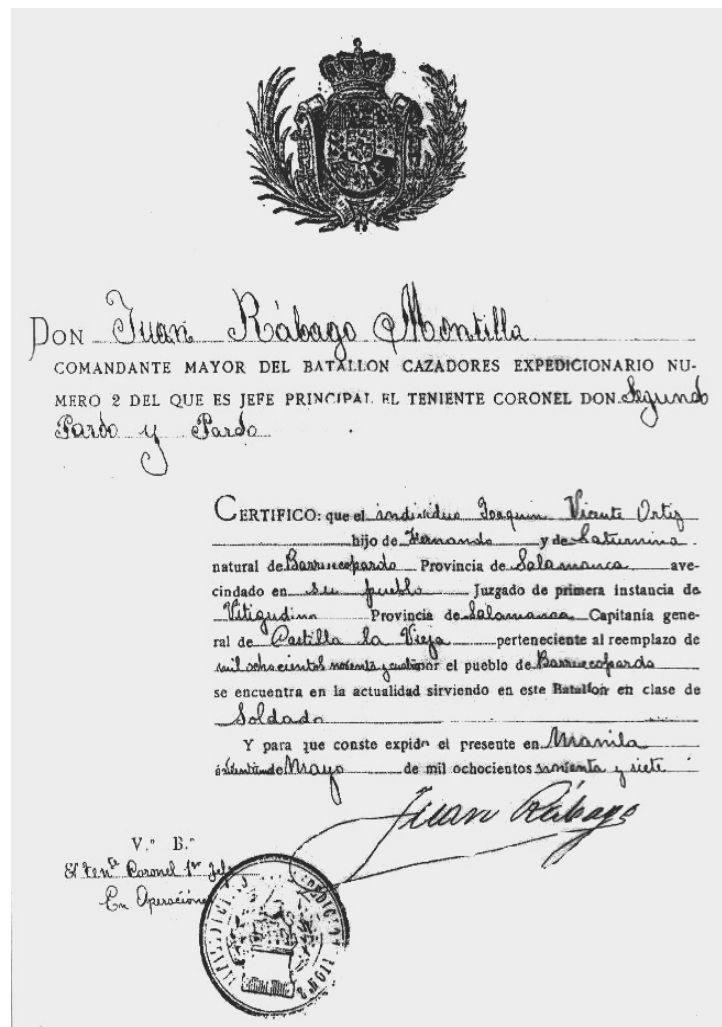 DON Juan Rábago Montilla
COMANDANTE MAYOR DEL BATALLON CAZADORES EXPEDICIONARIO NU-
MERO 2 DEL QUE ES JEFE PRINCIPAL EL TENIENTE CORONEL DON Segundo
Pardo y Pardo
CERTIFICO: que el individuo Joaquin Vicente Ortiz
hijo de Fernando y de Saturnina
natural de Barruecopardo Provincia de Salamanca ave-
cindado en su pueblo Juzgado de primera instancia de
Vitigudino Provincia de Salamanca Capitanía gene-
ral de Castilla la Vieja perteneciente al reemplazo de
mil ochocientos noventa y cuatro por el pueblo de Barruecopardo
se encuentra en la actualidad sirviendo en este Batallon en clase de
Soldado
Y para que conste expido el presente en Manila
de Mayo de mil ochocientos noventa y siete
Juan Rábago
V.º B.º
El Ten.e Coronel 1er Jefe
En Operaciones